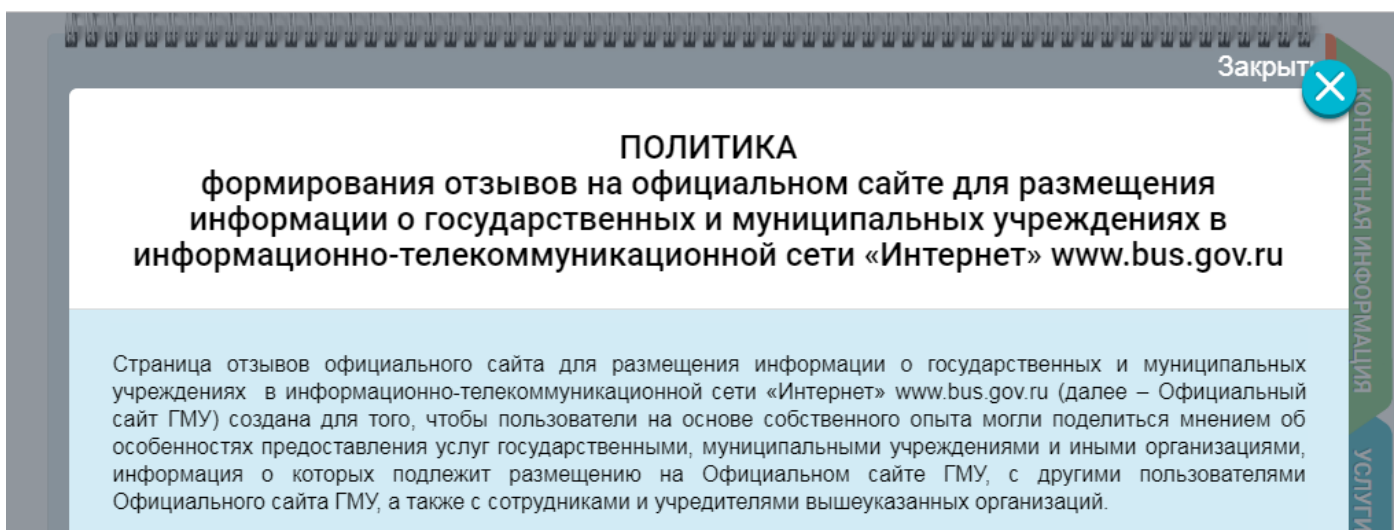 Закрыть
ПОЛИТИКА
формирования отзывов на официальном сайте для размещения
информации о государственных и муниципальных учреждениях в
информационно-телекоммуникационной сети «Интернет» www.bus.gov.ru
Страница отзывов официального сайта для размещения информации о государственных и муниципальных
учреждениях в информационно-телекоммуникационной сети «Интернет» www.bus.gov.ru (далее – Официальный
сайт ГМУ) создана для того, чтобы пользователи на основе собственного опыта могли поделиться мнением об
особенностях предоставления услуг государственными, муниципальными учреждениями и иными организациями,
информация о которых подлежит размещению на Официальном сайте ГМУ, с другими пользователями
Официального сайта ГМУ, а также с сотрудниками и учредителями вышеуказанных организаций.
КОНТАКТНАЯ ИНФОРМАЦИЯ
УСЛУГИ